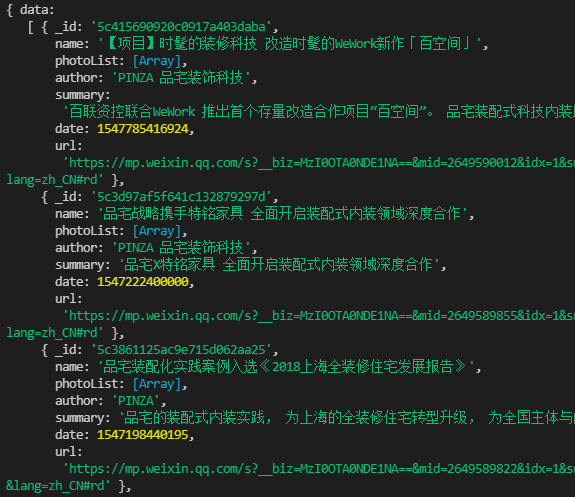 { data:
[ { _id: '5c415690920c0917a403daba',
name: '【项目】时髦的装修科技 改造时髦的WeWork新作「百空间」',
photoList: [Array],
author: 'PINZA 品宅装饰科技',
summary:
'百联资控联合WeWork 推出首个存量改造合作项目“百空间”。 品宅装配式科技内装
date: 1547785416924,
url:
'https://mp.weixin.qq.com/s?__biz=MzI0OTA0NDE1NA==&mid=2649590012&idx=1&s
lang=zh_CN#rd' },
{ _id: '5c3d97af5f641c132879297d',
name: '品宅战略携手特铭家具 全面开启装配式内装领域深度合作',
photoList: [Array],
author: 'PINZA 品宅装饰科技',
summary: '品宅X特铭家具 全面开启装配式内装领域深度合作',
date: 1547222400000,
url:
'https://mp.weixin.qq.com/s?__biz=MzI0OTA0NDE1NA==&mid=2649589855&idx=1&s
lang=zh_CN#rd' },
{ _id: '5c3861125ac9e715d062aa25',
name: '品宅装配化实践案例入选《2018上海全装修住宅发展报告》',
photoList: [Array],
author: 'PINZA',
summary: '品宅的装配式内装实践， 为上海的全装修住宅转型升级， 为全国主体与
date: 1547198440195,
url:
'https://mp.weixin.qq.com/s?__biz=MzI0OTA0NDE1NA==&mid=2649589822&idx=1&s
&lang=zh_CN#rd' },